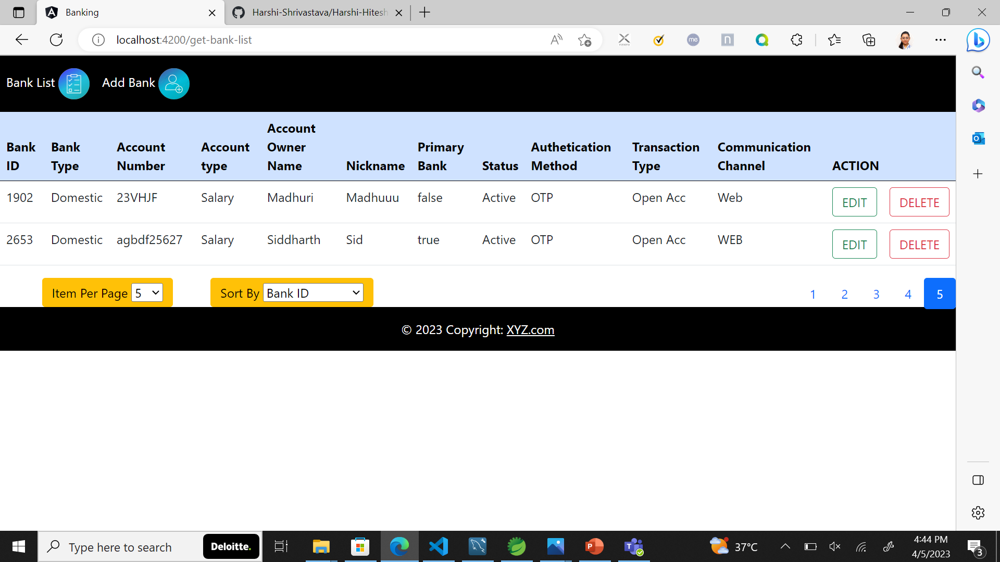 Banking
Harshi-Shrivastava/Harshi-Hitesh
localhost:4200/get-bank-list
Bank List Add Bank
Bank ID Bank Type Account Number Account type Account Owner Name Nickname Primary Bank Status Authetication Method Transaction Type Communication Channel ACTION
1902 Domestic 23VHJF Salary Madhuri Madhuuu false Active OTP Open Acc Web EDIT DELETE
2653 Domestic agbdf25627 Salary Siddharth Sid true Active OTP Open Acc WEB EDIT DELETE
Item Per Page 5 Sort By Bank ID 1 2 3 4 5
© 2023 Copyright: XYZ.com
Type here to search Deloitte. 37°C 4:44 PM
4/5/2023 3